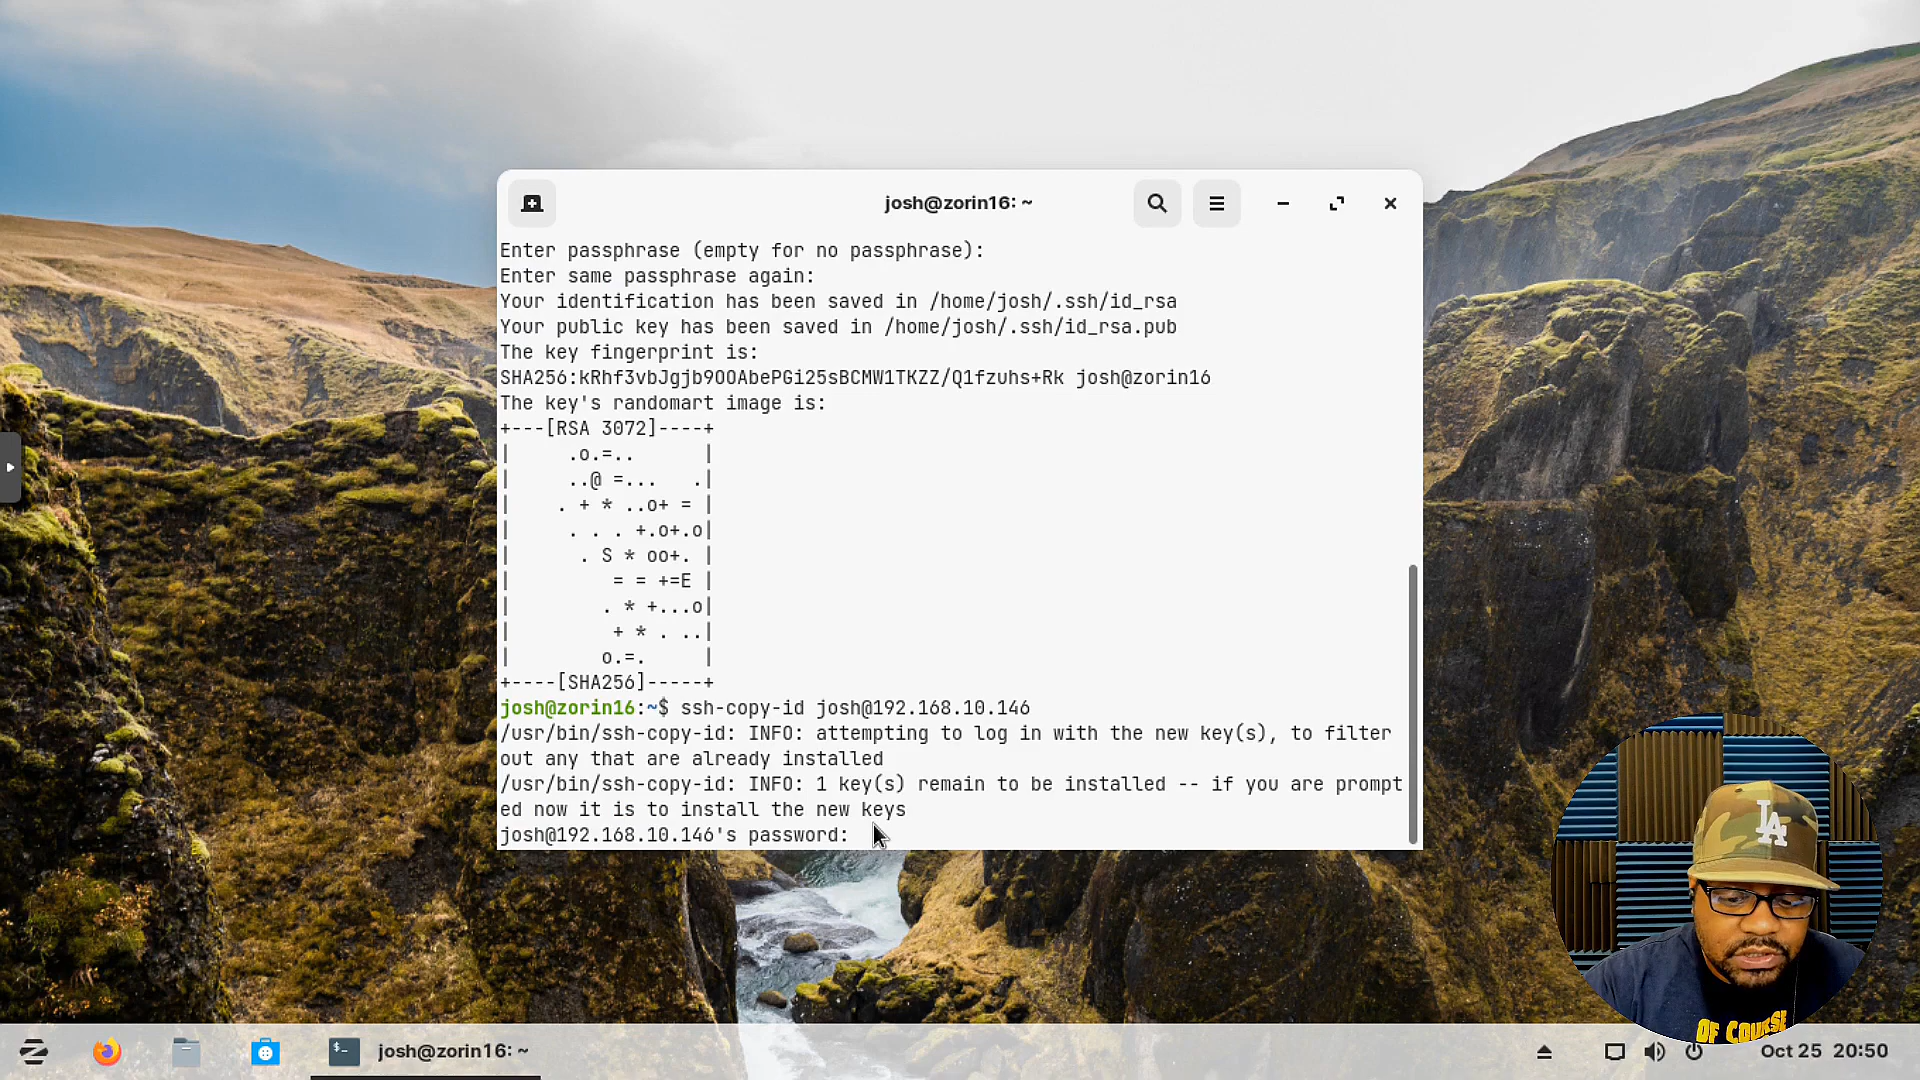 josh@zorin16: ~
Enter passphrase (empty for no passphrase):
Enter same passphrase again:
Your identification has been saved in /home/josh/.ssh/id_rsa
Your public key has been saved in /home/josh/.ssh/id_rsa.pub
The key fingerprint is:
SHA256:kRhf3vbJgjb9OOAbePGi25sBCMW1TKZZ/Q1fzuhs+Rk josh@zorin16
The key's randomart image is:
+---[RSA 3072]----+
|     .o.=..      |
|     ..@ =...   .|
|    . + * ..o+ = |
|     . . . +.o+.o|
|      . S * oo+. |
|         = = +=E |
|        . * +...o|
|         + * . ..|
|        o.=.     |
+----[SHA256]-----+
josh@zorin16:~$ ssh-copy-id josh@192.168.10.146
/usr/bin/ssh-copy-id: INFO: attempting to log in with the new key(s), to filter
out any that are already installed
/usr/bin/ssh-copy-id: INFO: 1 key(s) remain to be installed -- if you are prompt
ed now it is to install the new keys
josh@192.168.10.146's password:
LA
OF COURSE
josh@zorin16: ~
Oct 25 20:50